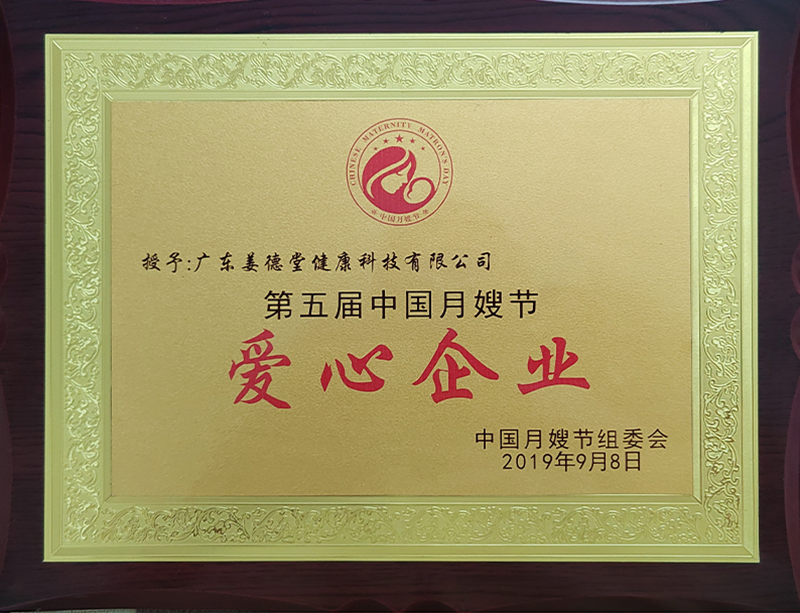 CHINESE MATERNITY MATRON'S DAY
中国月嫂节
授予:广东姜德堂健康科技有限公司
第五届中国月嫂节
爱心企业
中国月嫂节组委会
2019年9月8日